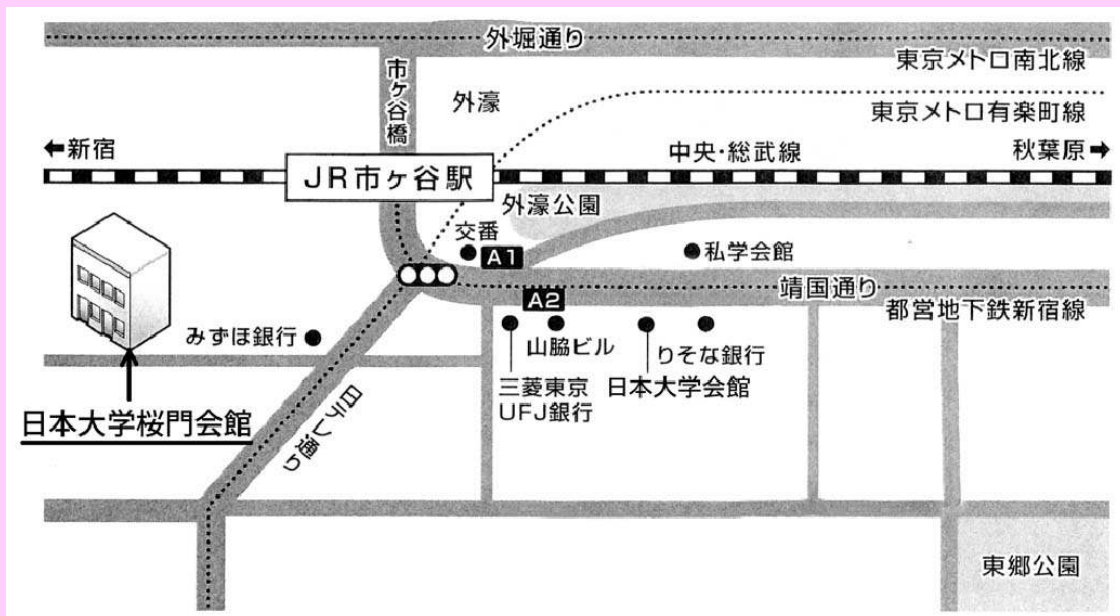 外堀通り
東京メトロ南北線
市ヶ谷橋
外濠
東京メトロ有楽町線
←新宿
中央・総武線
秋葉原→
JR市ヶ谷駅
外濠公園
交番
A1
私学会館
靖国通り
A2
都営地下鉄新宿線
みずほ銀行
山脇ビル
りそな銀行
三菱東京
UFJ銀行
日本大学会館
日本大学桜門会館
日テレ通り
東郷公園